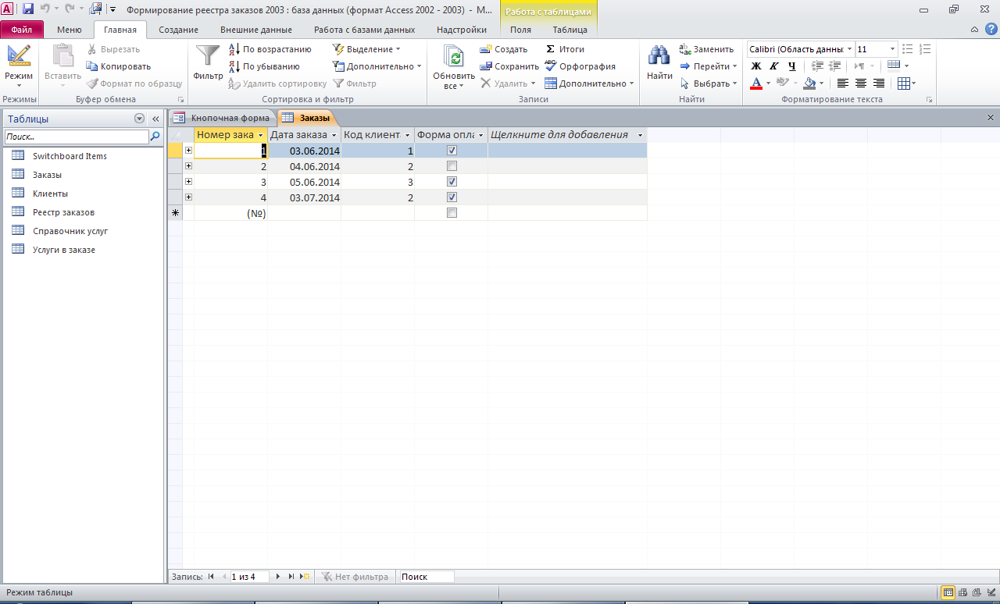 Формирование реестра заказов 2003 : база данных (формат Access 2002 - 2003) - M...
Работа с таблицами
Файл Меню Главная Создание Внешние данные Работа с базами данных Надстройки Поля Таблица
Режим
Режимы
Вставить
Вырезать
Копировать
Формат по образцу
Буфер обмена
Фильтр
По возрастанию
По убыванию
Удалить сортировку
Выделение
Дополнительно
Фильтр
Сортировка и фильтр
Обновить
все
Создать
Сохранить
Удалить
Итоги
Орфография
Дополнительно
Записи
Найти
Заменить
Перейти
Выбрать
Найти
Calibri (Область данны: 11
Ж К Ч
Форматирование текста
Таблицы
Поиск...
Switchboard Items
Заказы
Клиенты
Реестр заказов
Справочник услуг
Услуги в заказе
Кнопочная форма Заказы
Номер зака Дата заказа Код клиент Форма опла Щелкните для добавления
1 03.06.2014 1
2 04.06.2014 2
3 05.06.2014 3
4 03.07.2014 2
(№)
Запись: 1 из 4 Нет фильтра Поиск
Режим таблицы